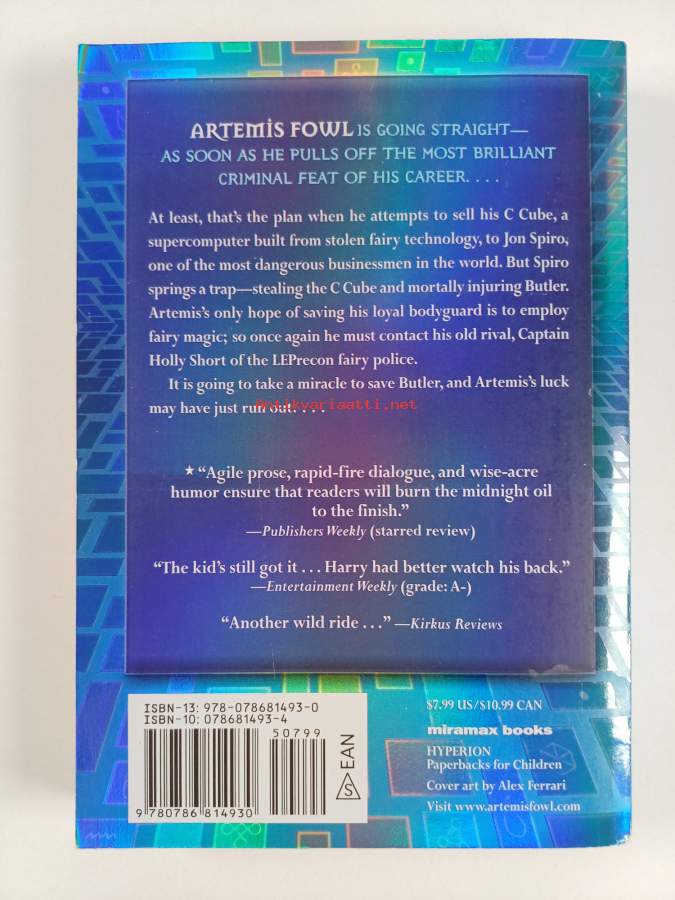 ARTEMIS FOWL IS GOING STRAIGHT—
AS SOON AS HE PULLS OFF THE MOST BRILLIANT
CRIMINAL FEAT OF HIS CAREER. . . .
At least, that's the plan when he attempts to sell his C Cube, a
supercomputer built from stolen fairy technology, to Jon Spiro,
one of the most dangerous businessmen in the world. But Spiro
springs a trap—stealing the C Cube and mortally injuring Butler.
Artemis's only hope of saving his loyal bodyguard is to employ
fairy magic; so once again he must contact his old rival, Captain
Holly Short of the LEPrecon fairy police.
It is going to take a miracle to save Butler, and Artemis's luck
may have just run out. . . .
Antikvariaatti.net
★ “Agile prose, rapid-fire dialogue, and wise-acre
humor ensure that readers will burn the midnight oil
to the finish.”
—Publishers Weekly (starred review)
“The kid's still got it . . . Harry had better watch his back.”
—Entertainment Weekly (grade: A-)
“Another wild ride . . .” —Kirkus Reviews
ISBN-13: 978-078681493-0
ISBN-10: 078681493-4
50799
EAN
S
9 780786 814930
$7.99 US/$10.99 CAN
miramax books
HYPERION
Paperbacks for Children
Cover art by Alex Ferrari
Visit www.artemisfowl.com